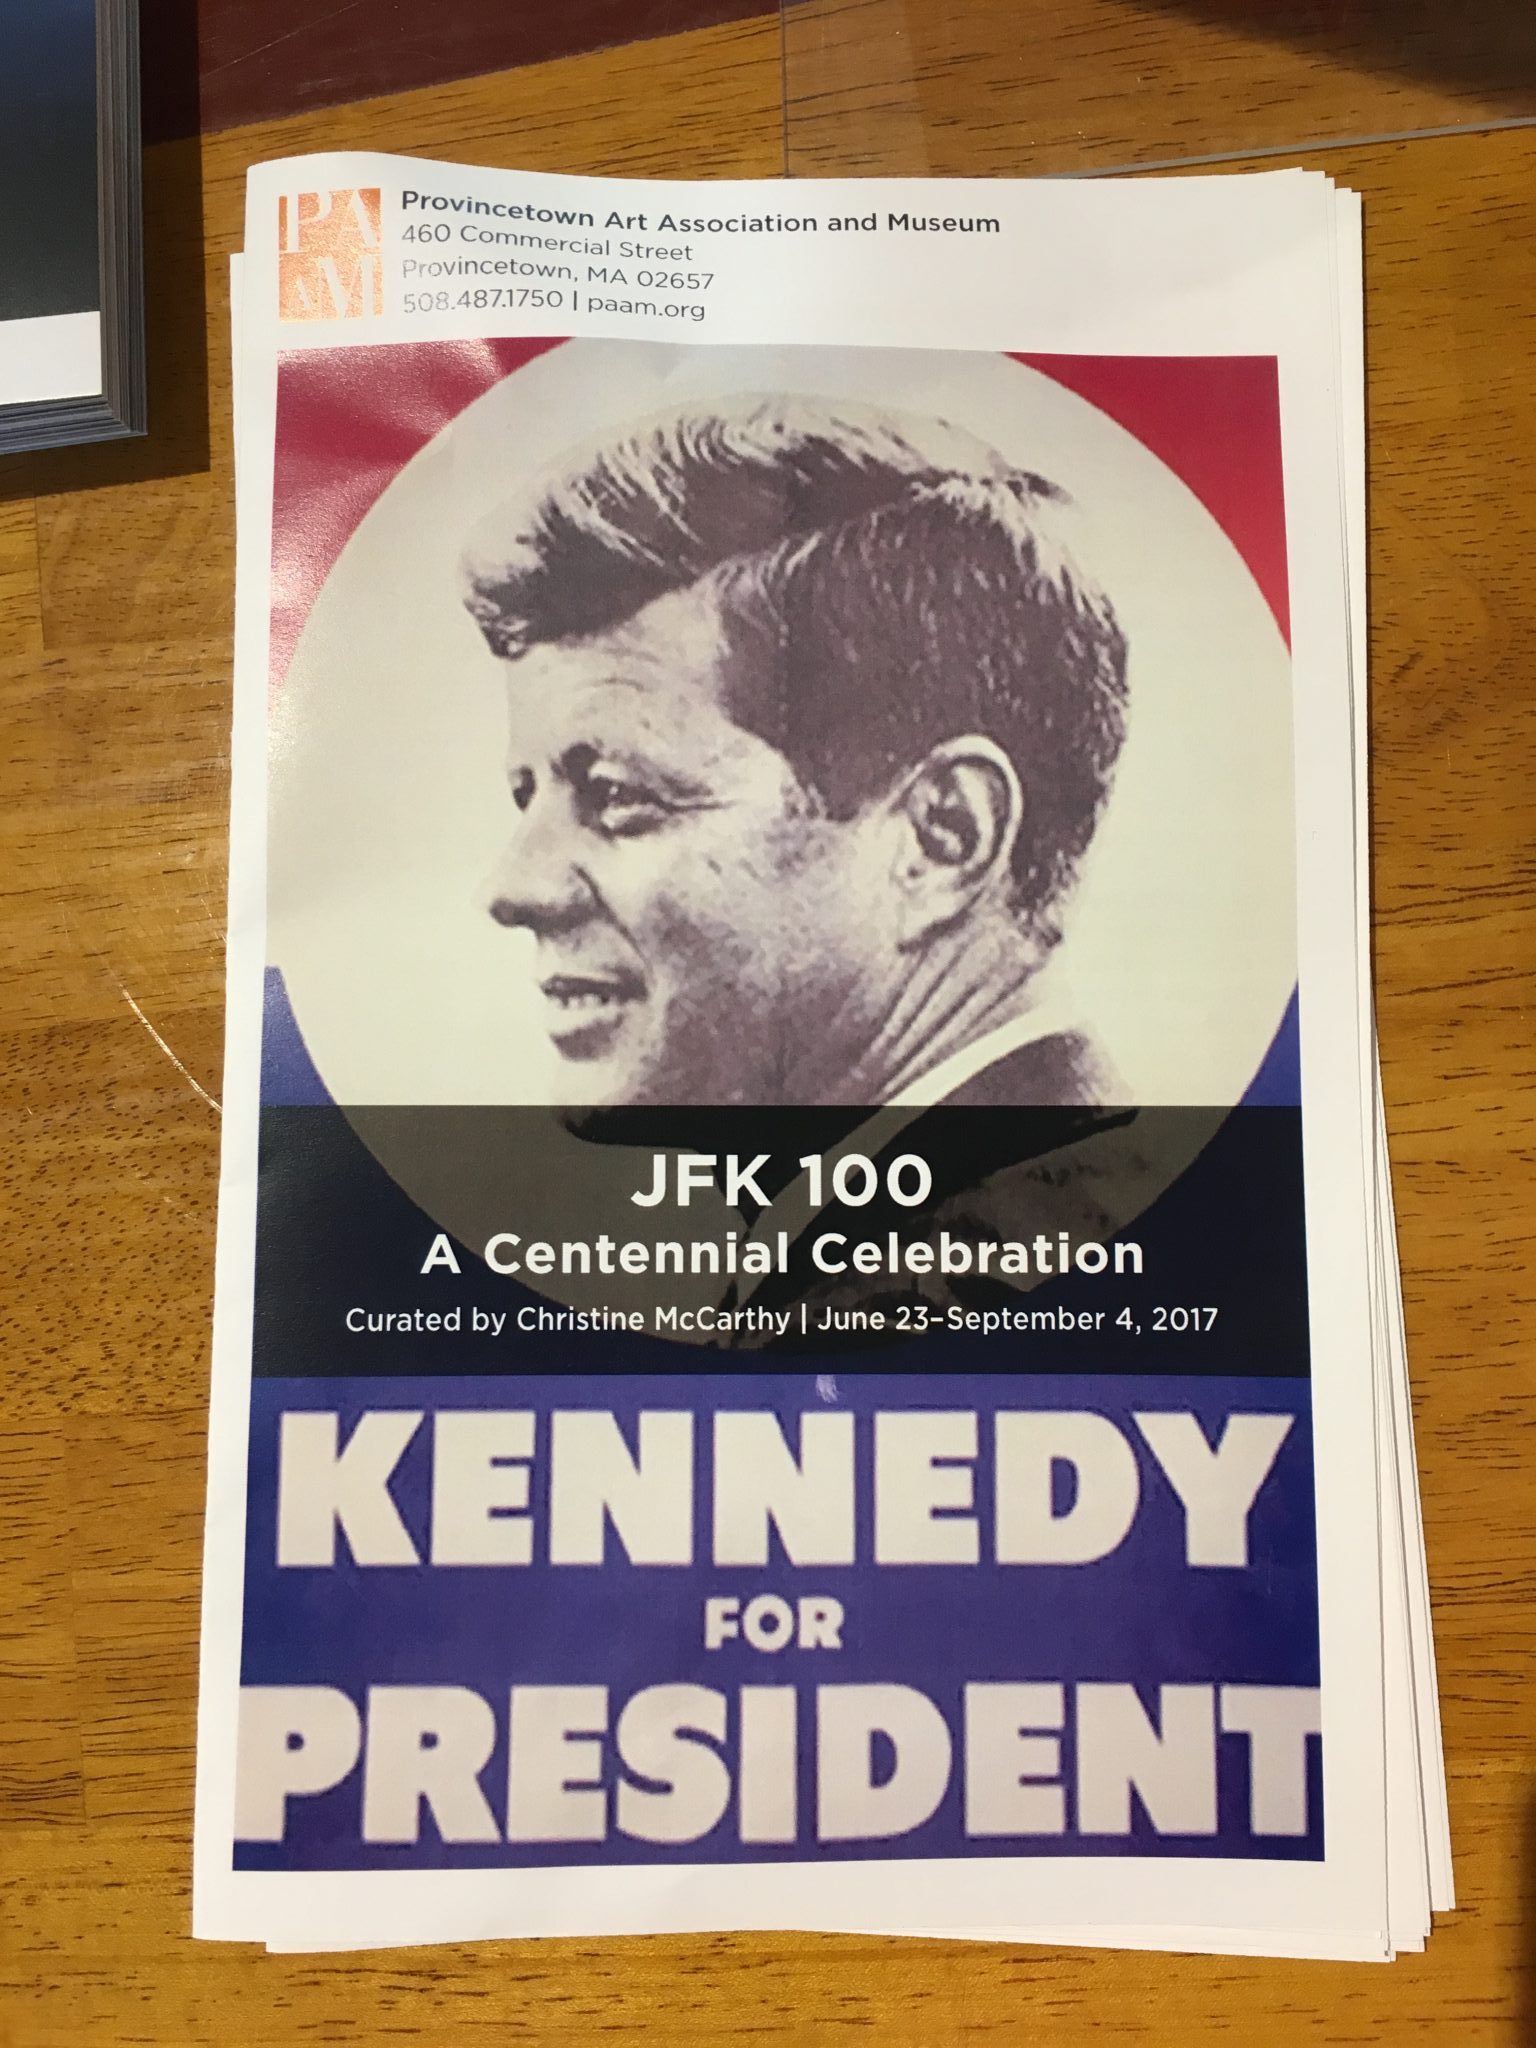 PA
AM
Provincetown Art Association and Museum
460 Commercial Street
Provincetown, MA 02657
508.487.1750 | paam.org
JFK 100
A Centennial Celebration
Curated by Christine McCarthy | June 23–September 4, 2017
KENNEDY
FOR
PRESIDENT